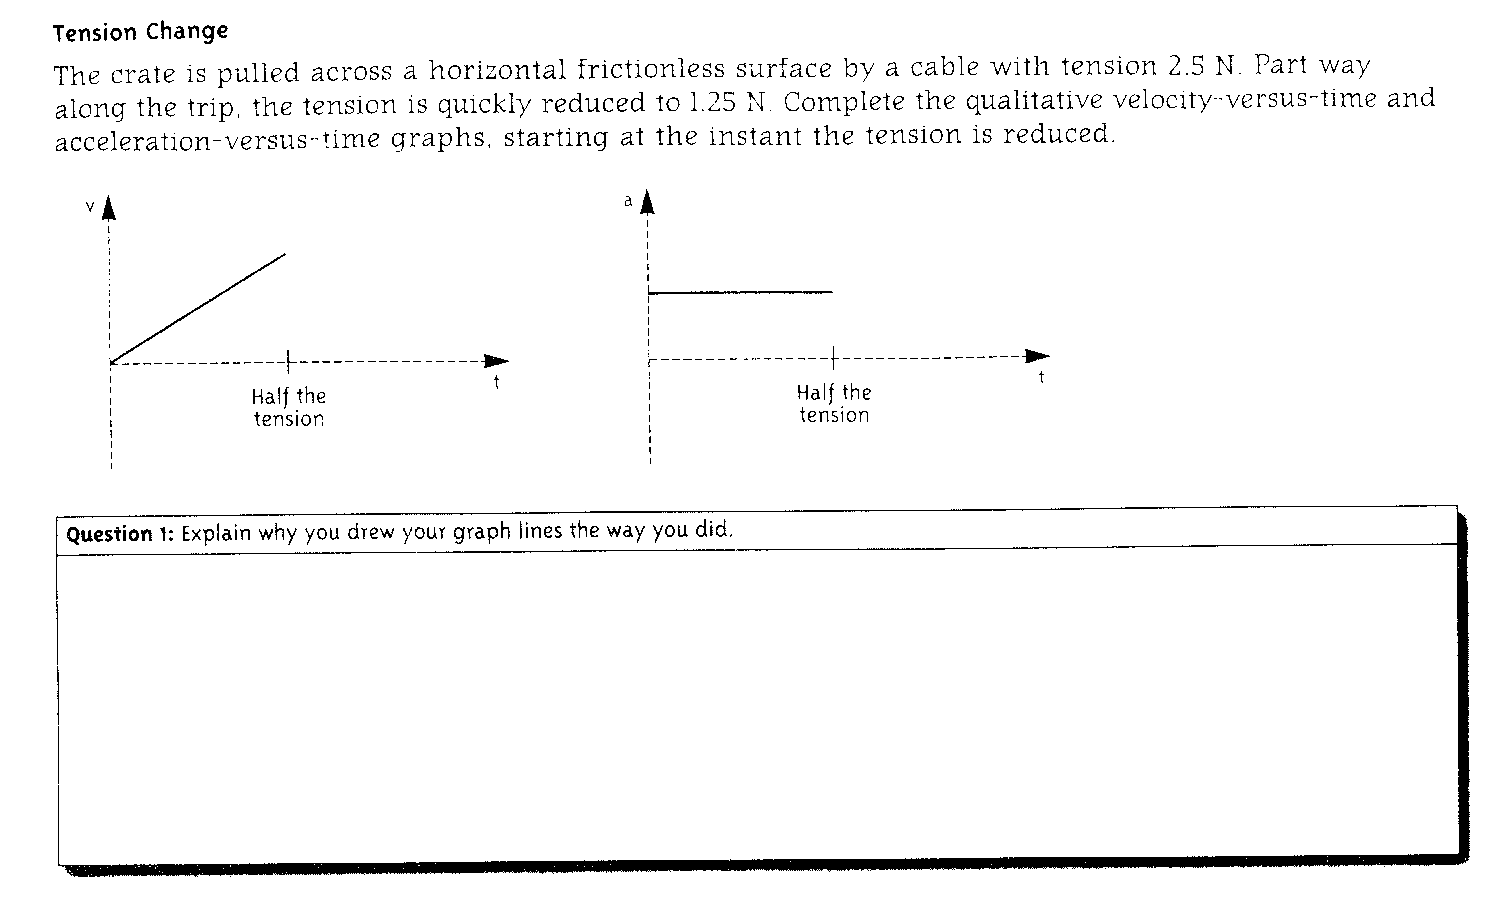 Tension Change
The crate is pulled across a horizontal frictionless surface by a cable with tension 2.5 N. Part way
along the trip, the tension is quickly reduced to 1.25 N. Complete the qualitative velocity-versus-time and
acceleration-versus-time graphs, starting at the instant the tension is reduced.
v
t
Half the
tension
a
t
Half the
tension
Question 1: Explain why you drew your graph lines the way you did.